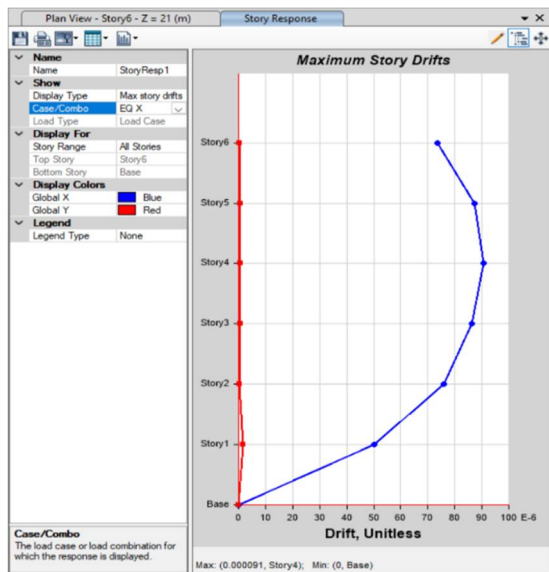 Plan View - Story6 - Z = 21 (m)
Story Response
Name
Name StoryResp1
Show
Display Type Max story drifts
Case/Combo EQ X
Load Type Load Case
Display For
Story Range All Stories
Top Story Story6
Bottom Story Base
Display Colors
Global X Blue
Global Y Red
Legend
Legend Type None
Case/Combo
The load case or load combination for
which the response is displayed.
Maximum Story Drifts
Story6
Story5
Story4
Story3
Story2
Story1
Base
0 10 20 30 40 50 60 70 80 90 100 E-6
Drift, Unitless
Max: (0.000091, Story4); Min: (0, Base)